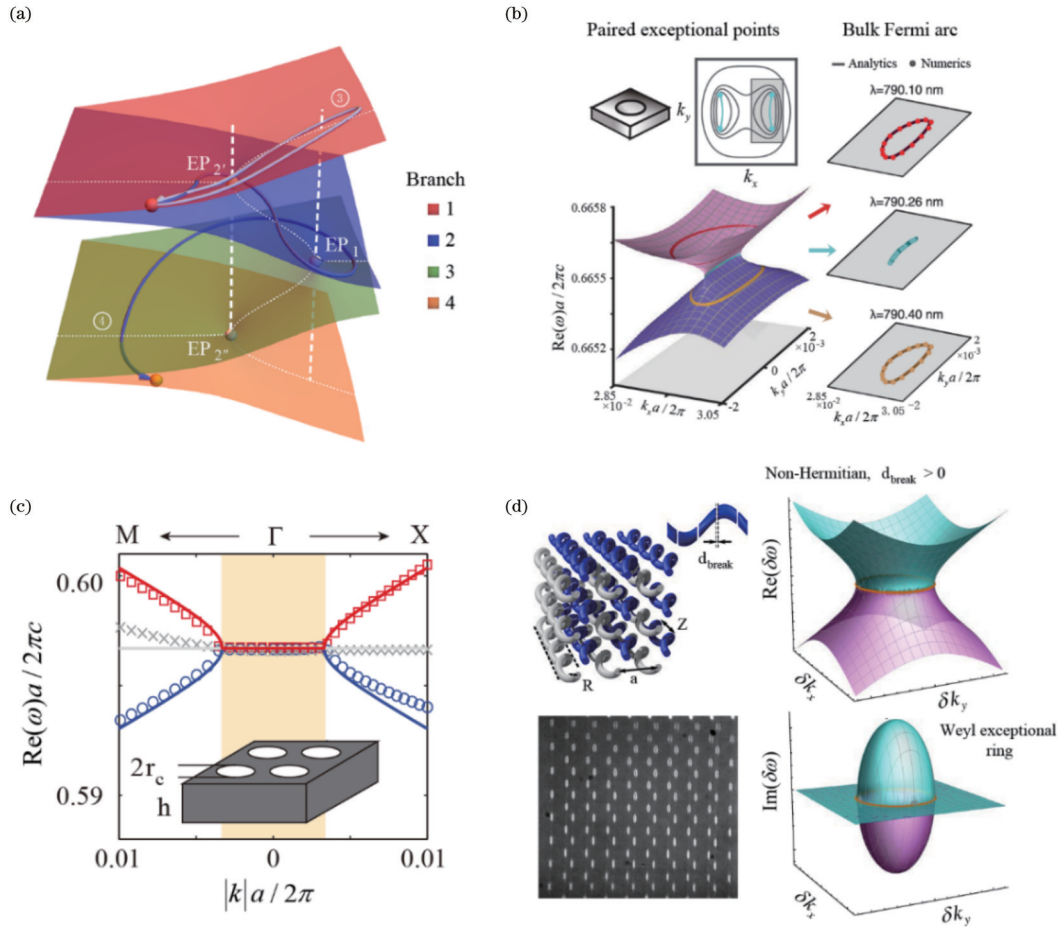 (a)
③
EP2′
EP1
④
EP2″
Branch
1
2
3
4
(b)
Paired exceptional points
Bulk Fermi arc
Analytics Numerics
ky
kx
λ=790.10 nm
λ=790.26 nm
λ=790.40 nm
Re(ω)a / 2πc
0.6658
0.6655
0.6652
2.85
×10⁻²
3.05
kxa / 2π
-2
0
2
×10⁻³
kya / 2π
2
×10⁻³
kya / 2π
2.85
×10⁻²
3.05
-2
kxa / 2π
(c)
M Γ X
Re(ω)a / 2πc
0.60
0.59
2rc
h
0.01 0 0.01
|k|a / 2π
(d)
Non-Hermitian, dbreak > 0
dbreak
Z
R
a
Re(δω)
δkx
δky
Weyl exceptional
ring
Im(δω)
δkx
δky